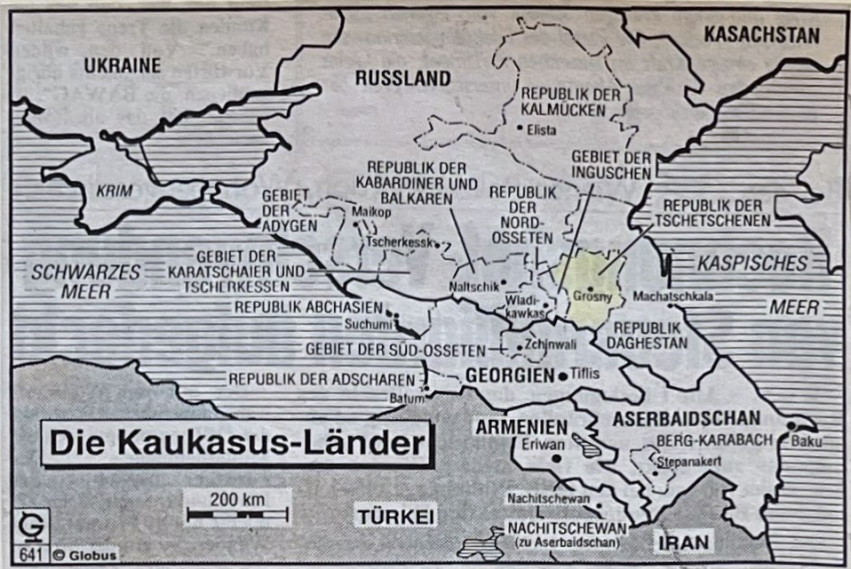 UKRAINE
RUSSLAND
KASACHSTAN
REPUBLIK DER
KALMÜCKEN
Elista
KRIM
GEBIET
DER
ADYGEN
Maikop
Tscherkessk
REPUBLIK DER
KABARDINER UND
BALKAREN
REPUBLIK
DER
NORD-
OSSETEN
GEBIET DER
INGUSCHEN
REPUBLIK DER
TSCHETSCHENEN
SCHWARZES
MEER
GEBIET DER
KARATSCHAIER UND
TSCHERKESSEN
Naltschik
Wladi-
kawkas
Grosny
Machatschkala
KASPISCHES
MEER
REPUBLIK ABCHASIEN
Suchumi
REPUBLIK
DAGHESTAN
GEBIET DER SÜD-OSSETEN
Zchinwali
REPUBLIK DER ADSCHAREN
Batum
GEORGIEN
Tiflis
ARMENIEN
Eriwan
ASERBAIDSCHAN
BERG-KARABACH
Baku
Stepanakert
Die Kaukasus-Länder
200 km
TÜRKEI
Nachitschewan
NACHITSCHEWAN
(zu Aserbaidschan)
IRAN
G
641
© Globus